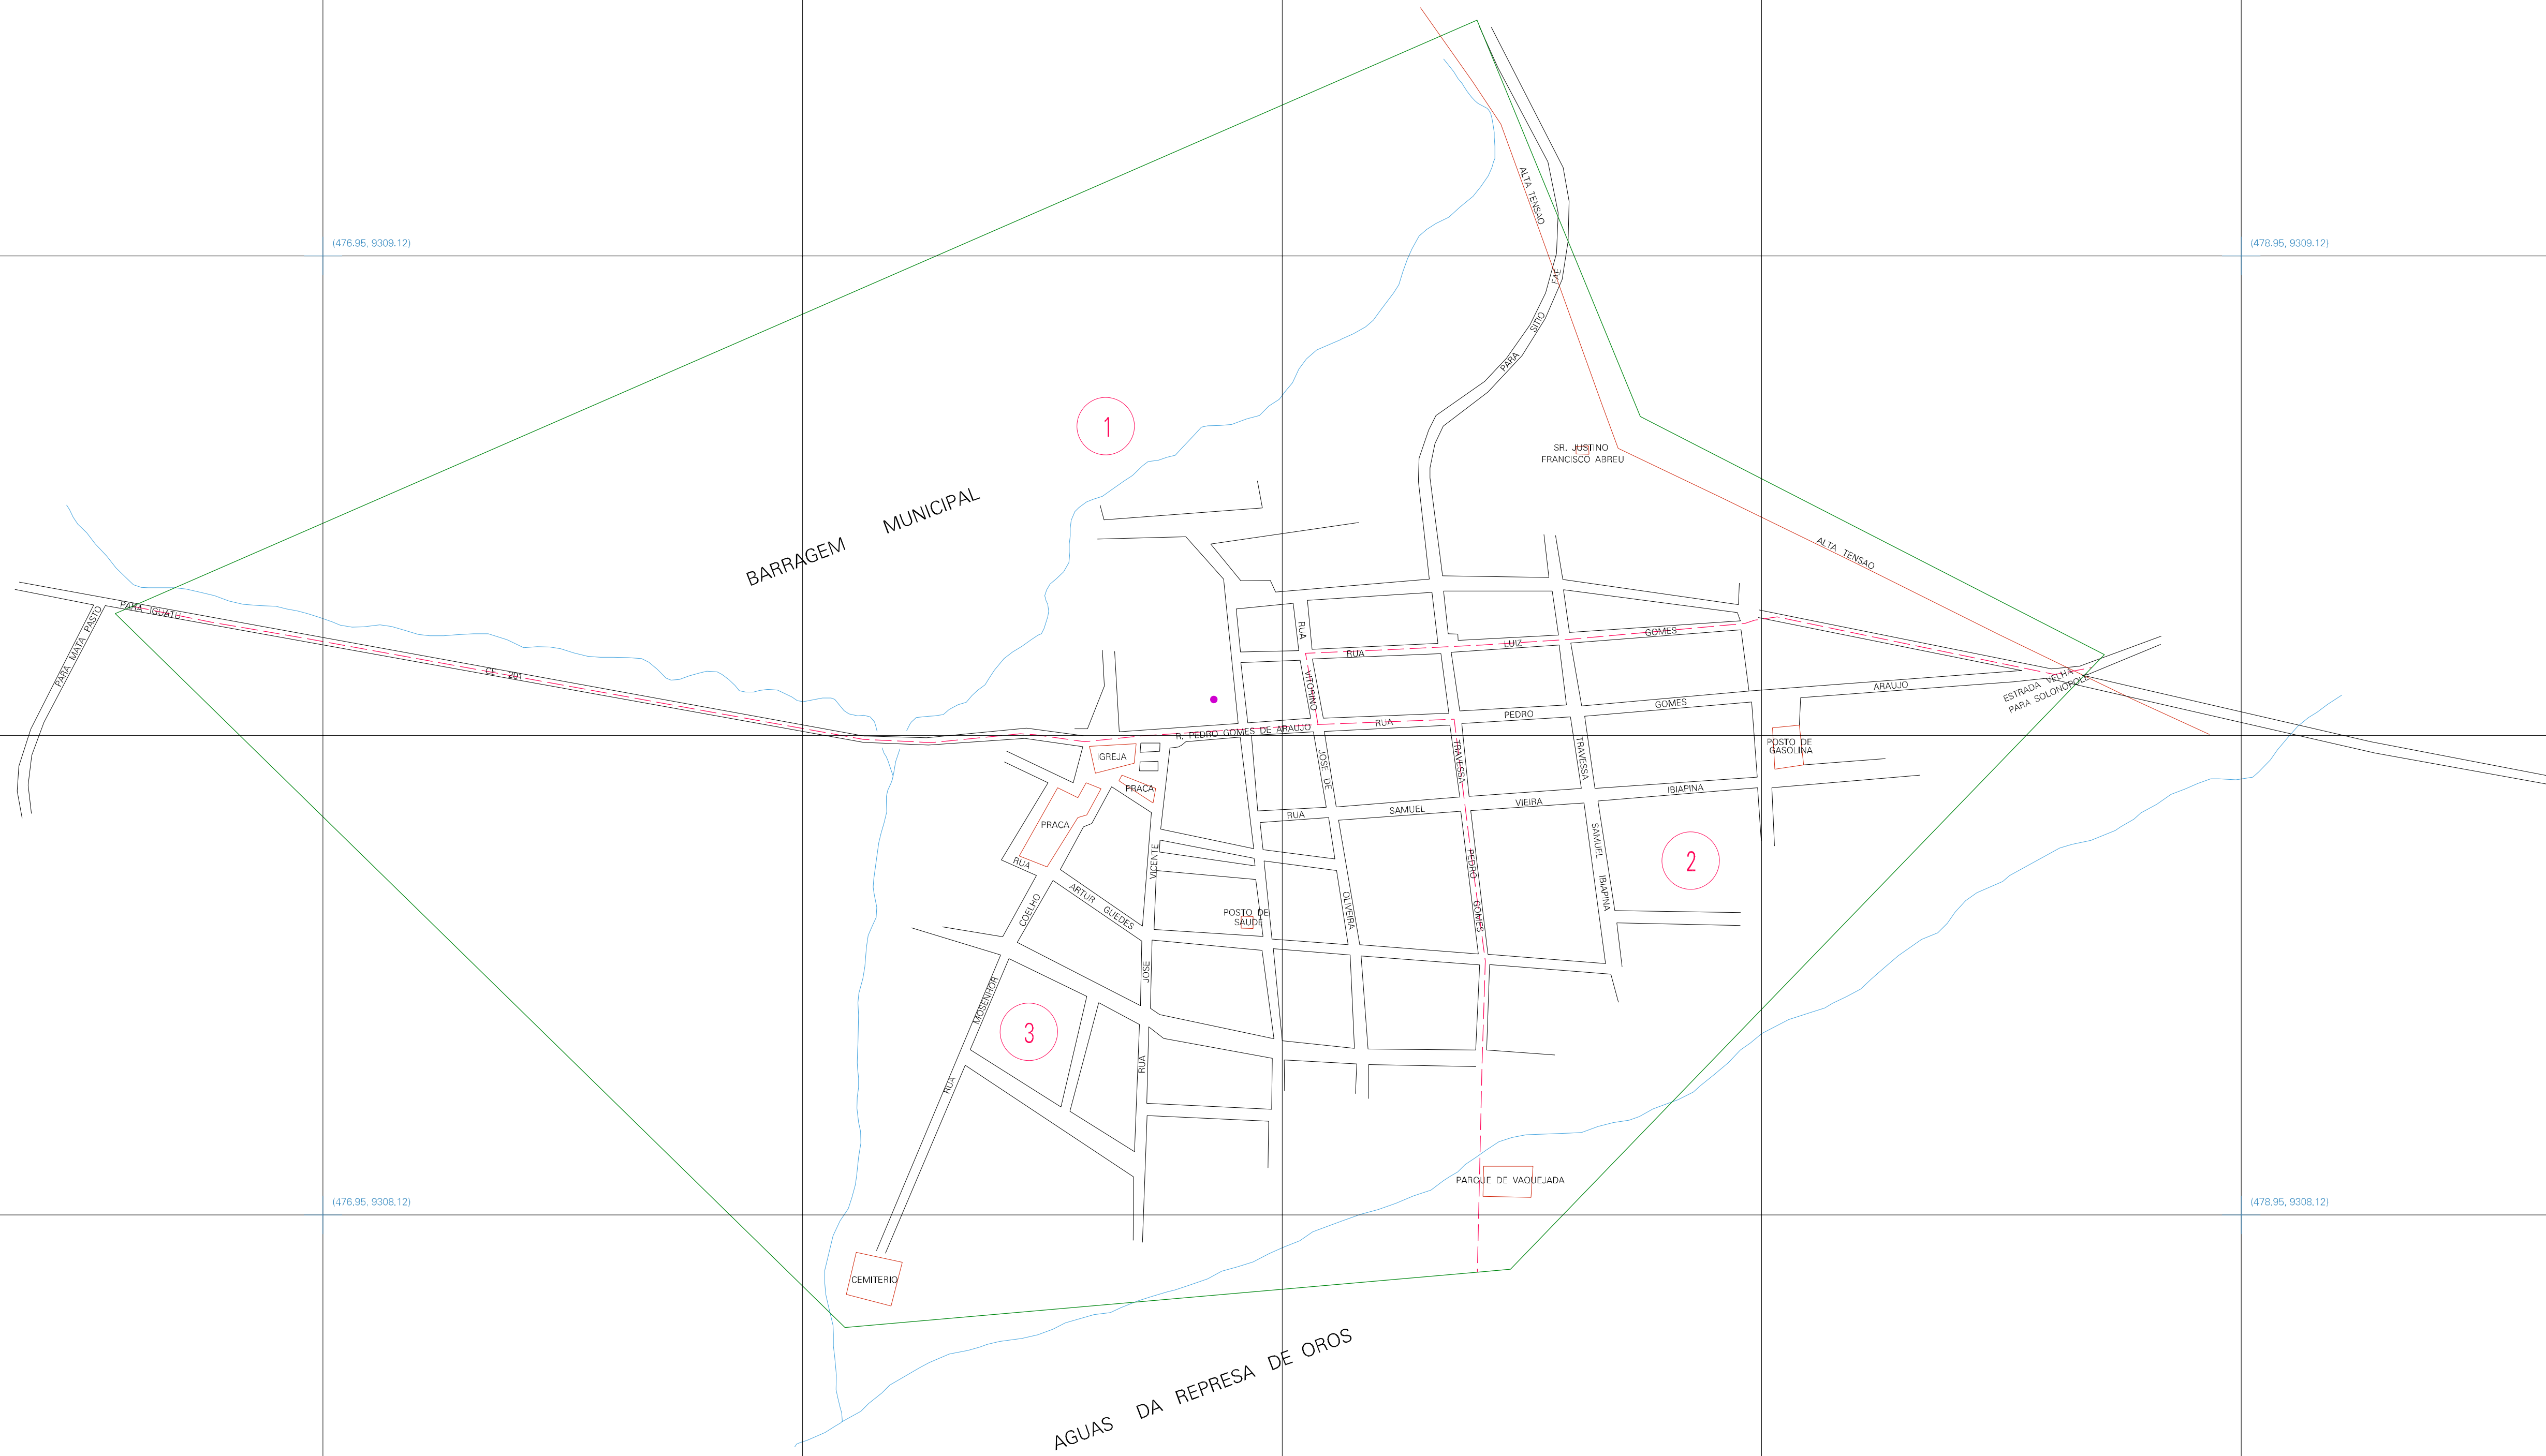 (476.95, 9309.12)
(478.95, 9309.12)
ALTA TENSAO
PARA SITIO FAE
1
SR. JUSTINO
FRANCISCO ABREU
BARRAGEM MUNICIPAL
ALTA TENSAO
PARA IGUATU
PARA MATA PASTO
CE 201
RUA LUIZ GOMES
RUA VITORINO JOSE DE OLIVEIRA
ESTRADA VELHA
PARA SOLONOPOLE
R. PEDRO GOMES DE ARAUJO
RUA PEDRO GOMES ARAUJO
POSTO DE
GASOLINA
IGREJA
PRACA
PRACA
TRAVESSA PEDRO GOMES
TRAVESSA SAMUEL IBIAPINA
RUA SAMUEL VIEIRA IBIAPINA
2
RUA ARTUR GUEDES
RUA JOSE VICENTE
POSTO DE
SAUDE
RUA MOSENHOR COELHO
3
PARQUE DE VAQUEJADA
(476.95, 9308.12)
(478.95, 9308.12)
CEMITERIO
AGUAS DA REPRESA DE OROS